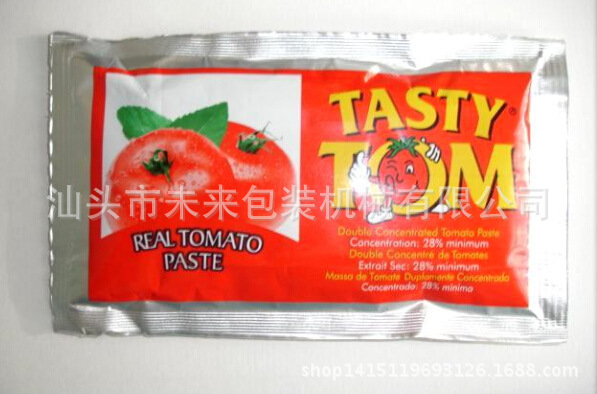 TASTY
TOM
®
汕头市未来包装机械有限公司
REAL TOMATO
PASTE
Double Concentrated Tomato Paste
Concentration: 28% minimum
Double Concentré de Tomates
Extrait Sec: 28% minimum
Massa de Tomate Duplamente Concentrado
Concentrado: 28% minimo
shop1415119693126.1688.com